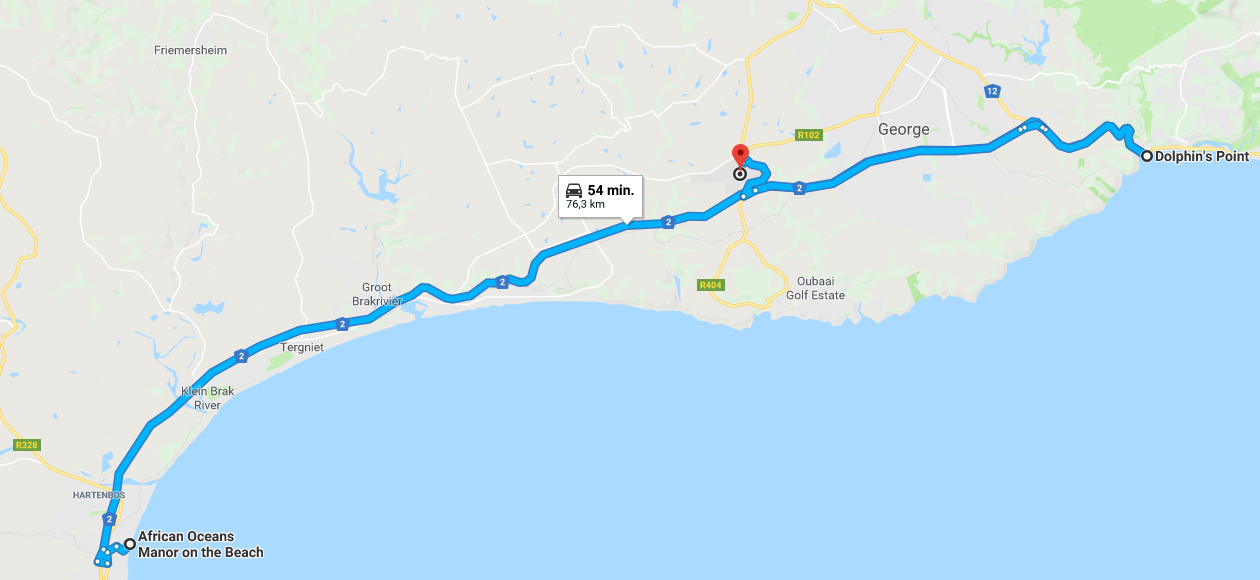 Friemersheim
12
R102
George
Dolphin's Point
54 min.
76,3 km
2
2
R404
Oubaai
Golf Estate
Groot
Brakrivier
2
2
Tergniet
2
Klein Brak
River
R328
HARTENBOS
2
African Oceans
Manor on the Beach